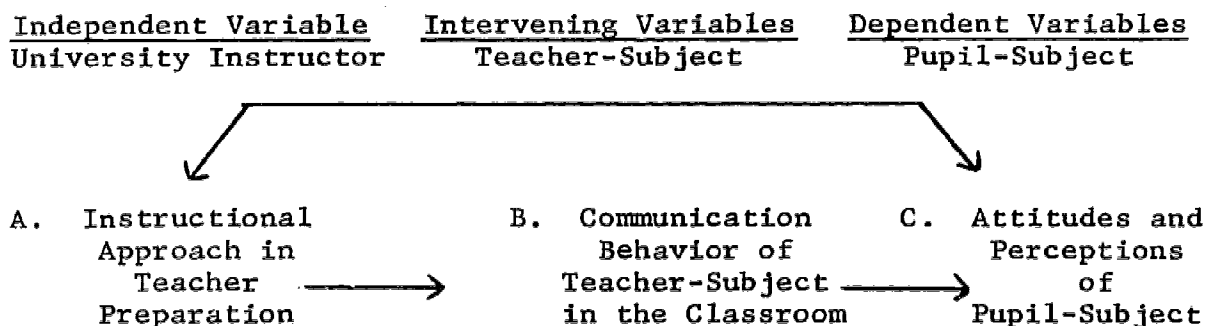 Independent Variable Intervening Variables Dependent Variables
University Instructor Teacher-Subject Pupil-Subject
A. Instructional B. Communication C. Attitudes and
Approach in Behavior of Perceptions
Teacher Teacher-Subject of
Preparation in the Classroom Pupil-Subject